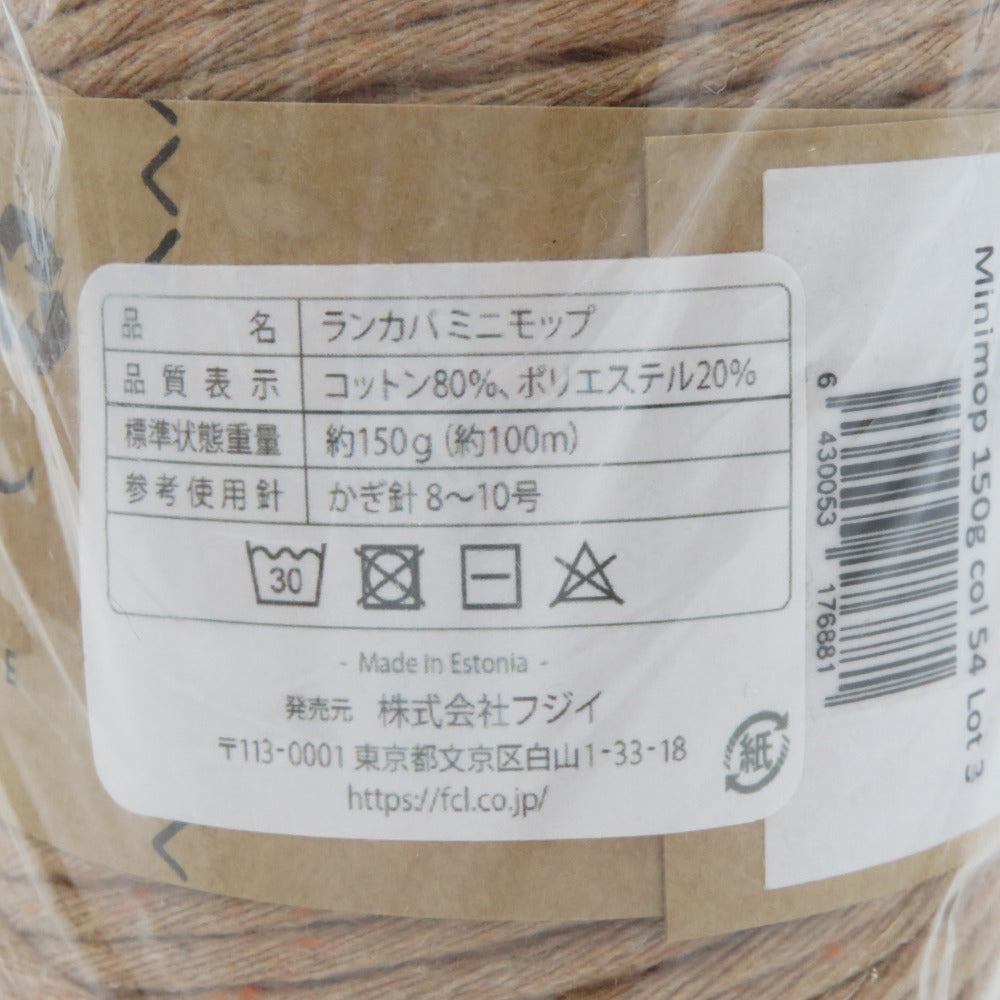 品名 ランカバミニモップ
品質表示 コットン80%、ポリエステル20%
標準状態重量 約150g（約100m）
参考使用針 かぎ針 8～10号
30
- Made in Estonia -
発売元 株式会社フジイ
〒113-0001 東京都文京区白山1-33-18
https://fcl.co.jp/
紙
Minimop 150g col 54 Lot 3
6 430053 176881
E